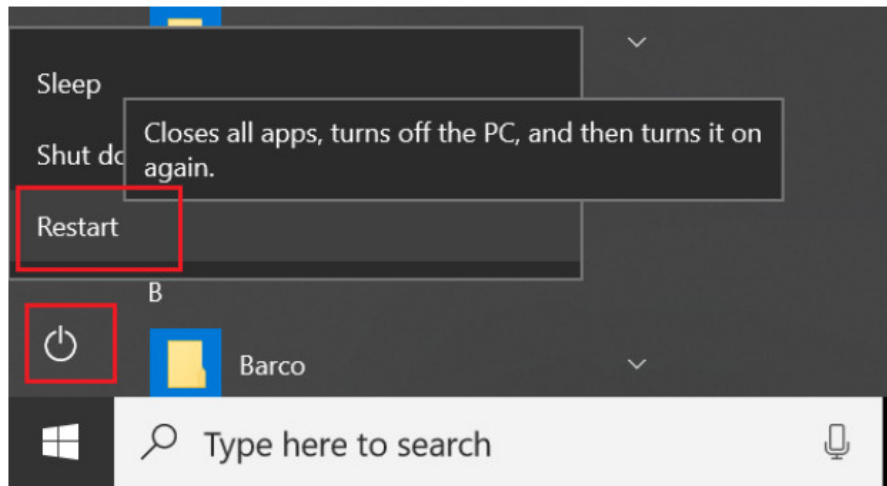 Sleep
Closes all apps, turns off the PC, and then turns it on
again.
Shut do
Restart
B
Barco
Type here to search